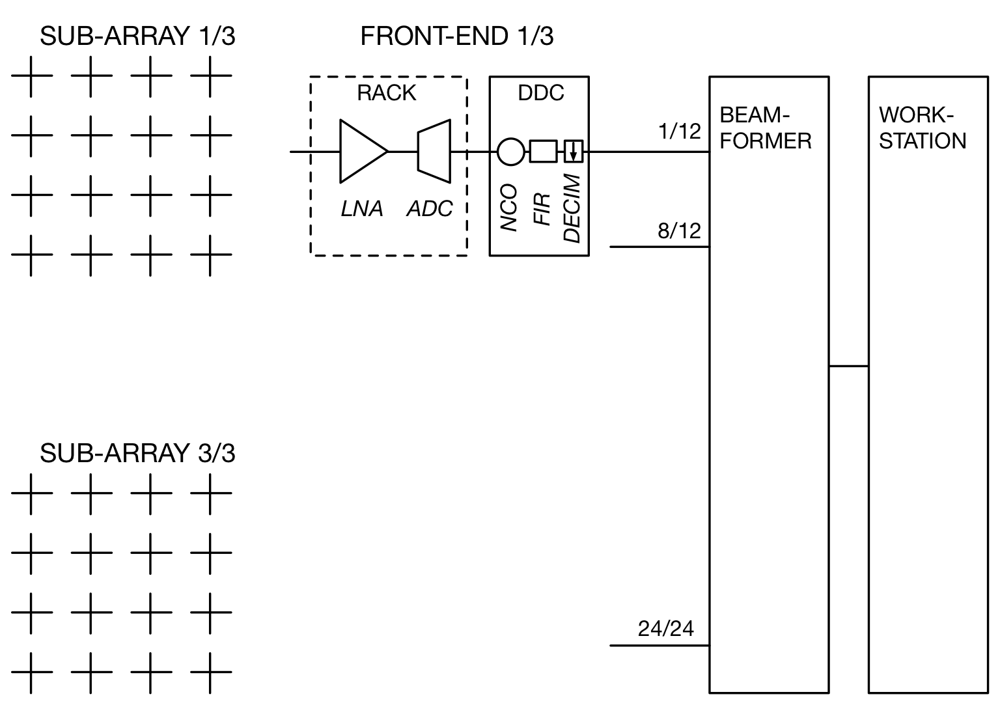 SUB-ARRAY 1/3
FRONT-END 1/3
RACK
LNA
ADC
DDC
NCO
FIR
DECIM
1/12
8/12
24/24
BEAM-
FORMER
WORK-
STATION
SUB-ARRAY 3/3